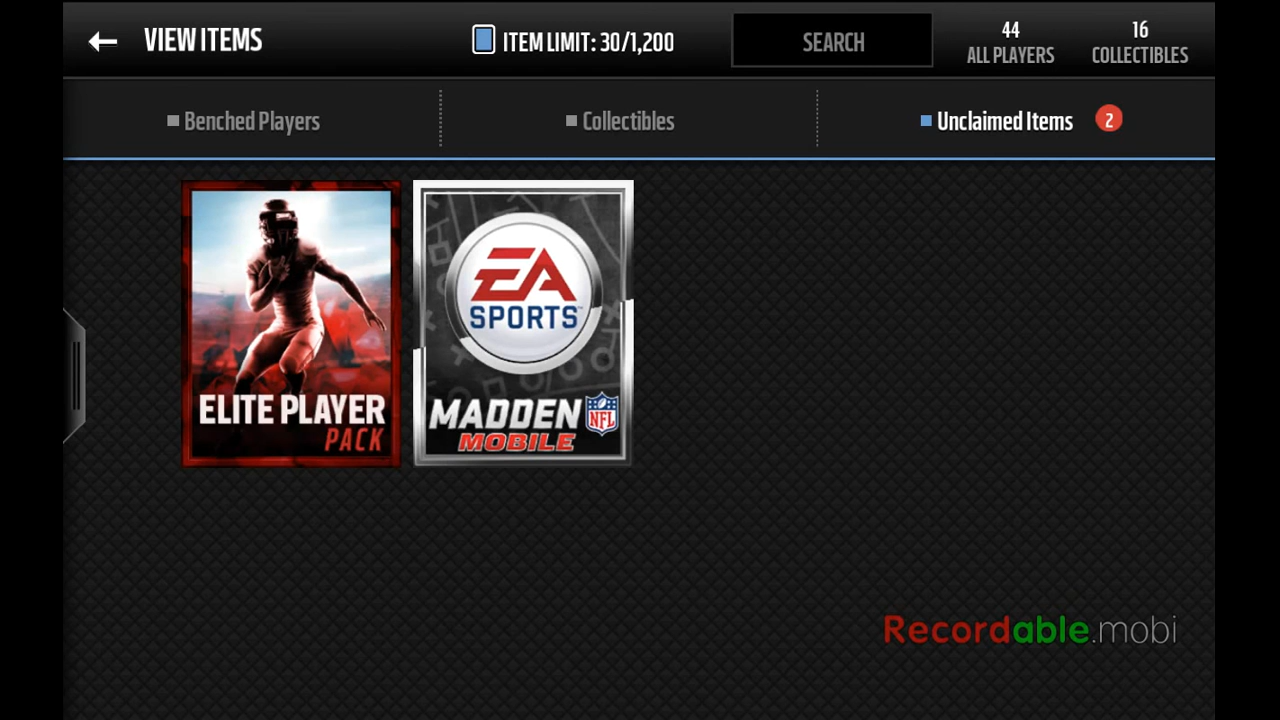 VIEW ITEMS
ITEM LIMIT: 30/1,200
SEARCH
44
ALL PLAYERS
16
COLLECTIBLES
Benched Players
Collectibles
Unclaimed Items
2
ELITE PLAYER
PACK
EA
SPORTS
MADDEN
NFL
MOBILE
Recordable.mobi